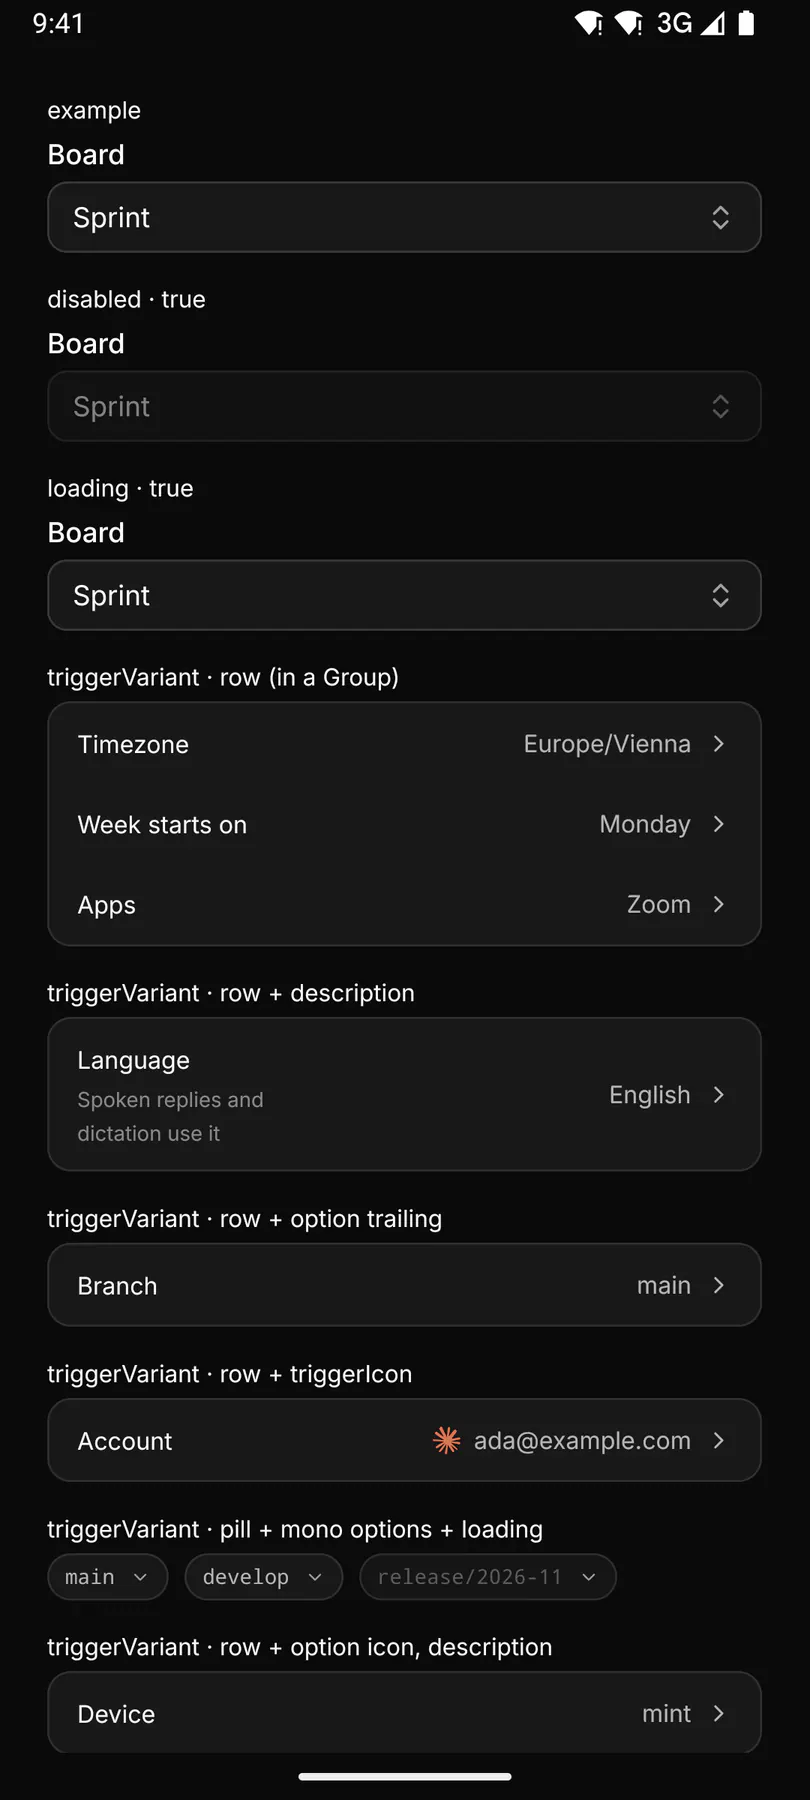 9:41
3G
example
Board
Sprint
disabled · true
Board
Sprint
loading · true
Board
Sprint
triggerVariant · row (in a Group)
Timezone Europe/Vienna
Week starts on Monday
Apps Zoom
triggerVariant · row + description
Language
Spoken replies and
dictation use it
English
triggerVariant · row + option trailing
Branch main
triggerVariant · row + triggerIcon
Account ada@example.com
triggerVariant · pill + mono options + loading
main develop release/2026-11
triggerVariant · row + option icon, description
Device mint